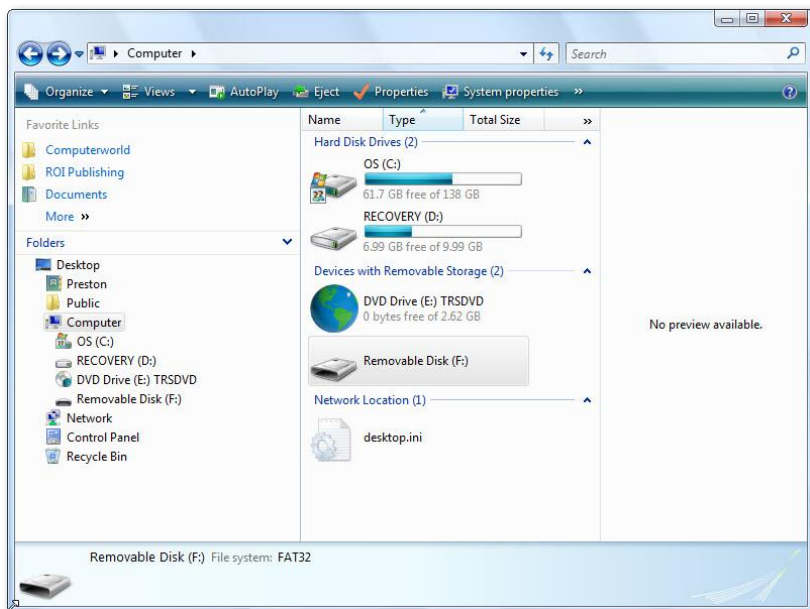 Computer
Search
Organize Views AutoPlay Eject Properties System properties »
Favorite Links
Computerworld
ROI Publishing
Documents
More »
Folders
Desktop
Preston
Public
Computer
OS (C:)
RECOVERY (D:)
DVD Drive (E:) TRSDVD
Removable Disk (F:)
Network
Control Panel
Recycle Bin
Name Type Total Size »
Hard Disk Drives (2)
OS (C:)
61.7 GB free of 138 GB
RECOVERY (D:)
6.99 GB free of 9.99 GB
Devices with Removable Storage (2)
DVD Drive (E:) TRSDVD
0 bytes free of 2.62 GB
Removable Disk (F:)
Network Location (1)
desktop.ini
No preview available.
Removable Disk (F:) File system: FAT32